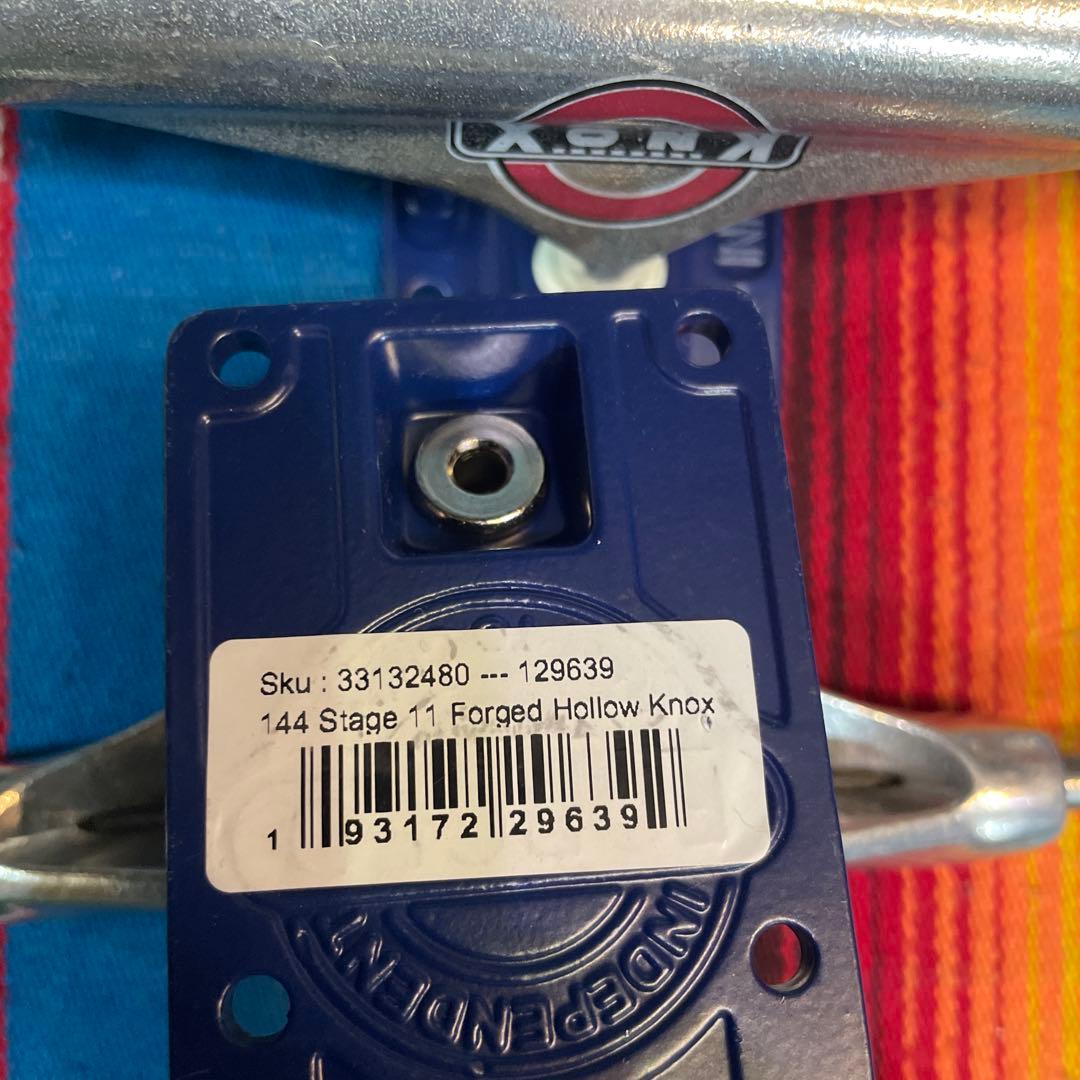 KNOX
INDEPENDENT
Sku : 33132480 --- 129639
144 Stage 11 Forged Hollow Knox
1 93172 29639